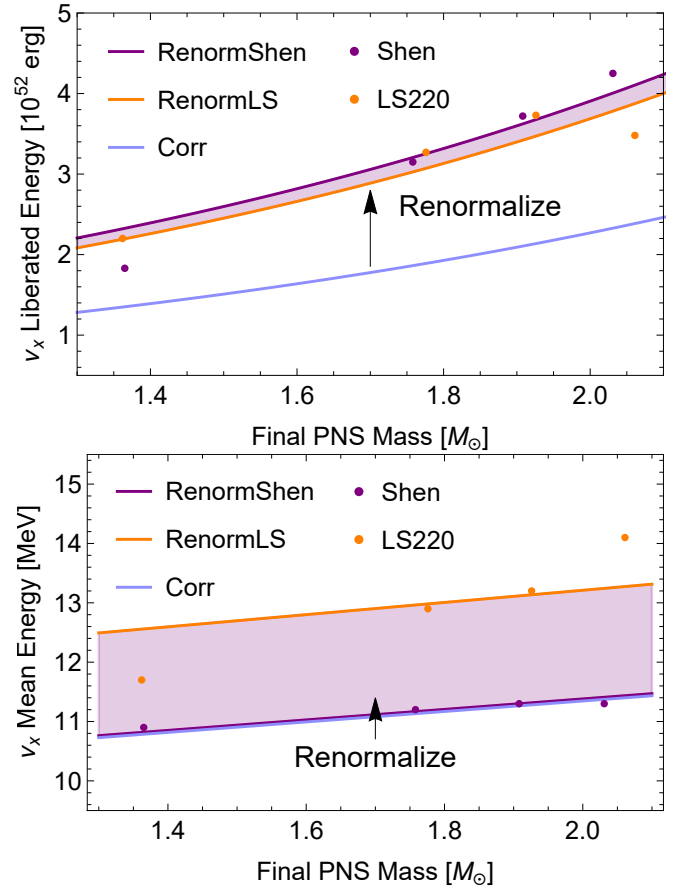 5
4
3
2
1
ν_x Liberated Energy [10^52 erg]
RenormShen
Shen
RenormLS
LS220
Corr
Renormalize
1.4 1.6 1.8 2.0
Final PNS Mass [M_⊙]
15
14
13
12
11
10
ν_x Mean Energy [MeV]
RenormShen
Shen
RenormLS
LS220
Corr
Renormalize
1.4 1.6 1.8 2.0
Final PNS Mass [M_⊙]